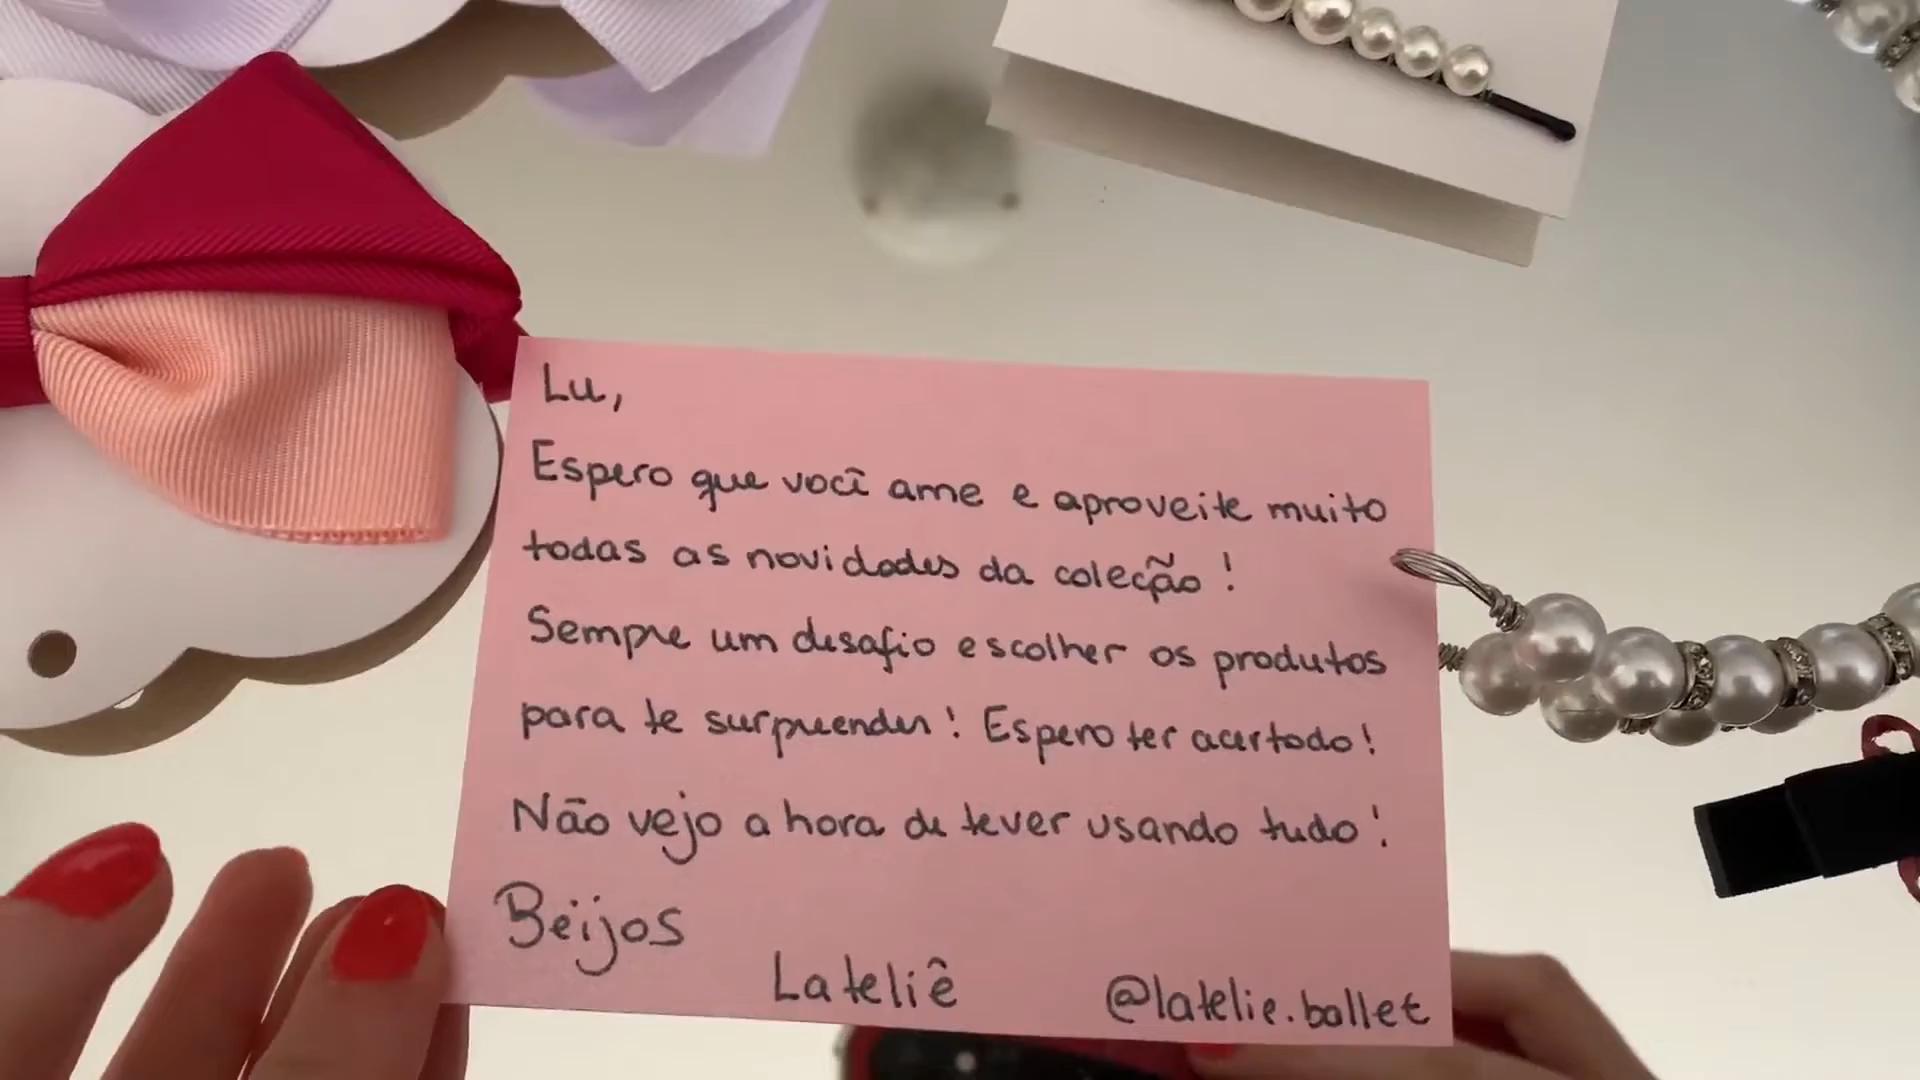 Lu,
Espero que você ame e aproveite muito
todas as novidades da coleção!
Sempre um desafio escolher os produtos
para te surpreender! Espero ter acertado!
Não vejo a hora de te ver usando tudo!
Beijos
Lateliê @latelie.ballet